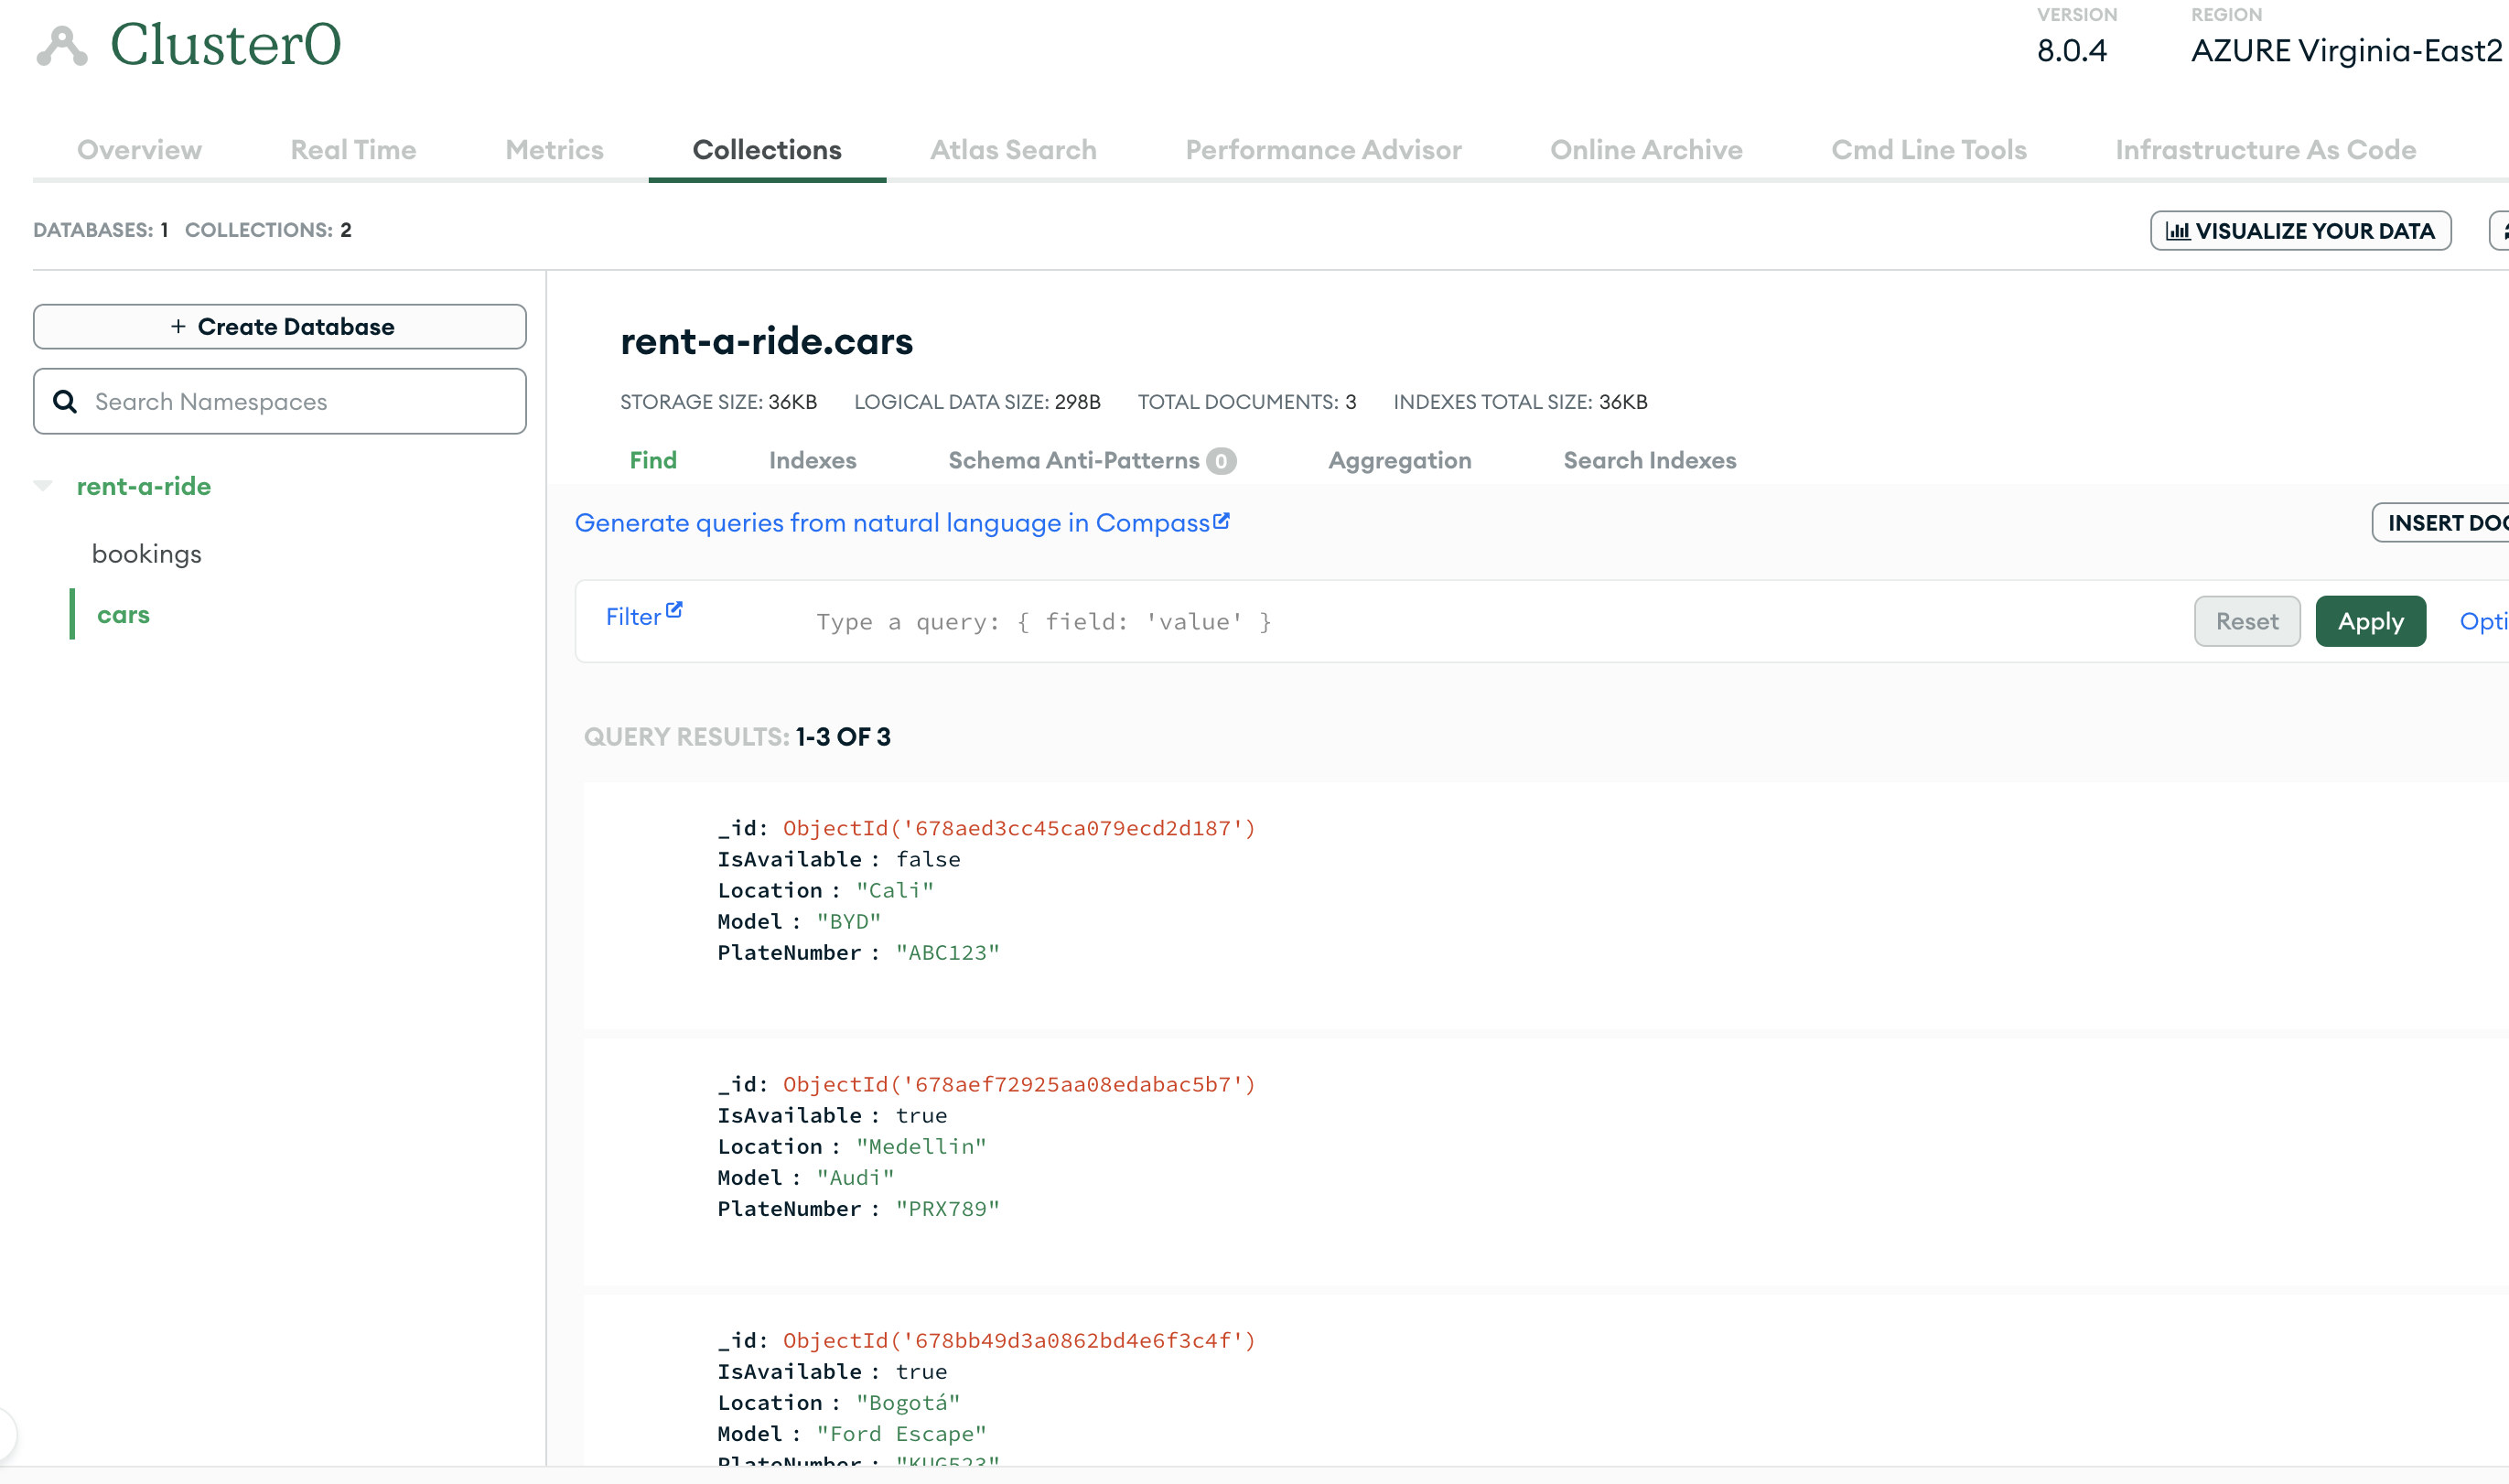 Cluster0
VERSION
8.0.4
REGION
AZURE Virginia-East2
Overview
Real Time
Metrics
Collections
Atlas Search
Performance Advisor
Online Archive
Cmd Line Tools
Infrastructure As Code
DATABASES: 1 COLLECTIONS: 2
VISUALIZE YOUR DATA
+ Create Database
Search Namespaces
rent-a-ride
bookings
cars
rent-a-ride.cars
STORAGE SIZE: 36KB LOGICAL DATA SIZE: 298B TOTAL DOCUMENTS: 3 INDEXES TOTAL SIZE: 36KB
Find
Indexes
Schema Anti-Patterns 0
Aggregation
Search Indexes
Generate queries from natural language in Compass
INSERT DOC
Filter
Type a query: { field: 'value' }
Reset
Apply
Opti
QUERY RESULTS: 1-3 OF 3
_id: ObjectId('678aed3cc45ca079ecd2d187')
IsAvailable : false
Location : "Cali"
Model : "BYD"
PlateNumber : "ABC123"
_id: ObjectId('678aef72925aa08edabac5b7')
IsAvailable : true
Location : "Medellin"
Model : "Audi"
PlateNumber : "PRX789"
_id: ObjectId('678bb49d3a0862bd4e6f3c4f')
IsAvailable : true
Location : "Bogotá"
Model : "Ford Escape"
PlateNumber : "KUG523"